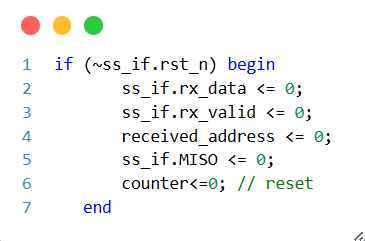 1 if (~ss_if.rst_n) begin
2 ss_if.rx_data <= 0;
3 ss_if.rx_valid <= 0;
4 received_address <= 0;
5 ss_if.MISO <= 0;
6 counter<=0; // reset
7 end